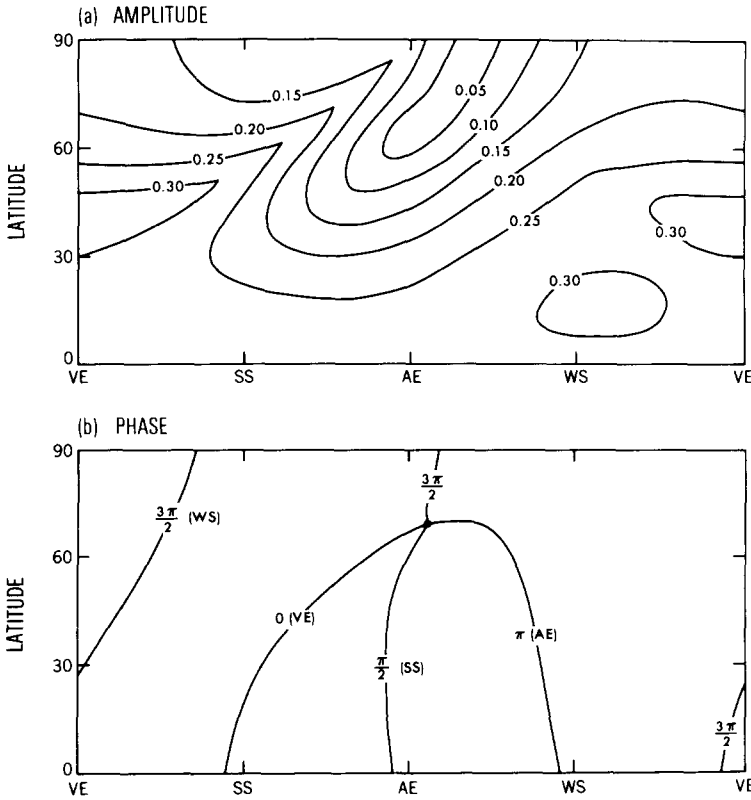 (a) AMPLITUDE
90
60
30
0
LATITUDE
0.15
0.20
0.25
0.30
0.05
0.10
0.15
0.20
0.25
0.30
0.30
VE SS AE WS VE
(b) PHASE
90
60
30
0
LATITUDE
3π/2 (WS)
3π/2
0 (VE)
π/2 (SS)
π (AE)
3π/2
VE SS AE WS VE